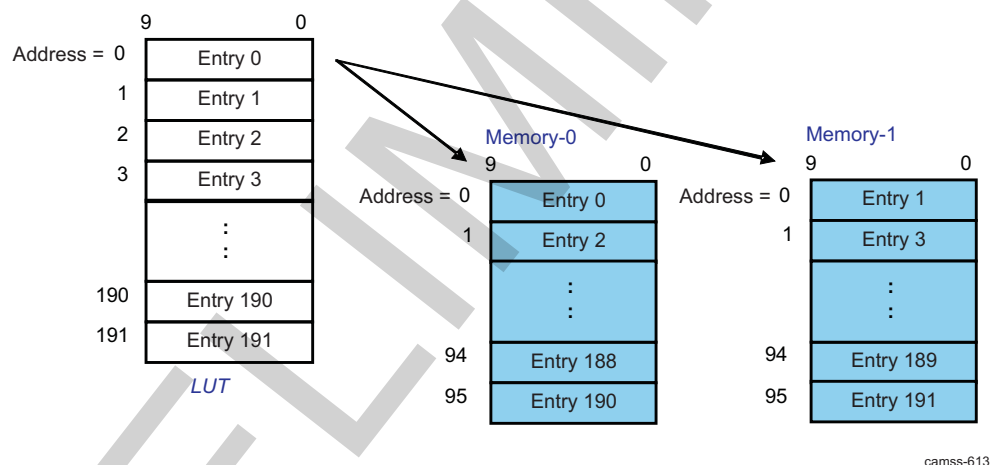 9 0
Address = 0 Entry 0
1 Entry 1
2 Entry 2
3 Entry 3
:
:
190 Entry 190
191 Entry 191
LUT
Memory-0
9 0
Address = 0 Entry 0
1 Entry 2
:
:
94 Entry 188
95 Entry 190
Memory-1
9 0
Address = 0 Entry 1
1 Entry 3
:
:
94 Entry 189
95 Entry 191
camss-613